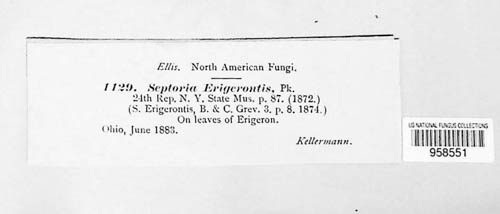 Ellis. North American Fungi.
1129. Septoria Erigerontis, Pk.
24th Rep. N. Y. State Mus. p. 87. (1872.)
(S. Erigerontis, B. & C. Grev. 3. p. 8. 1874.)
On leaves of Erigeron.
Ohio, June 1883.
Kellermann.
US NATIONAL FUNGUS COLLECTIONS
958551